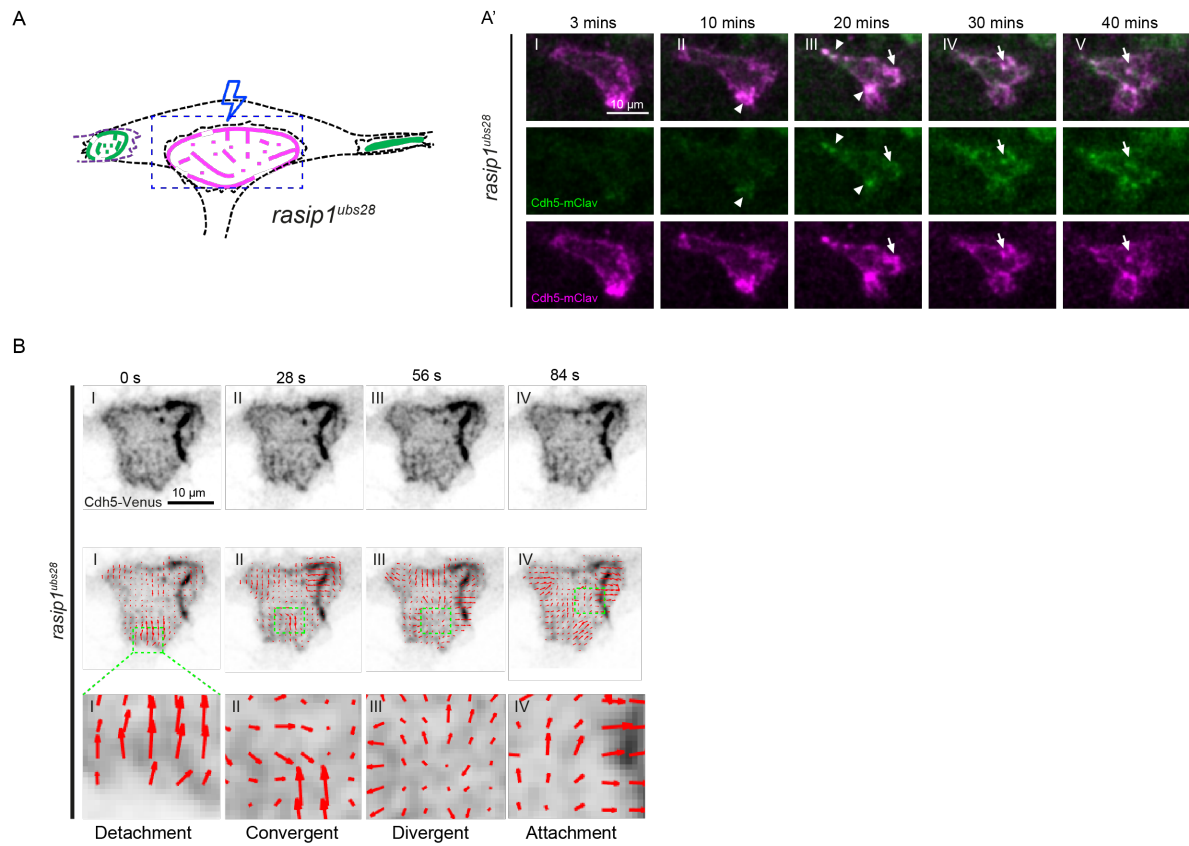 A
rasip1ubs28
A'
3 mins 10 mins 20 mins 30 mins 40 mins
rasip1ubs28
I II III IV V
10 µm
Cdh5-mClav
Cdh5-mClav
B
rasip1ubs28
0 s 28 s 56 s 84 s
I II III IV
Cdh5-Venus 10 µm
I II III IV
I II III IV
Detachment Convergent Divergent Attachment